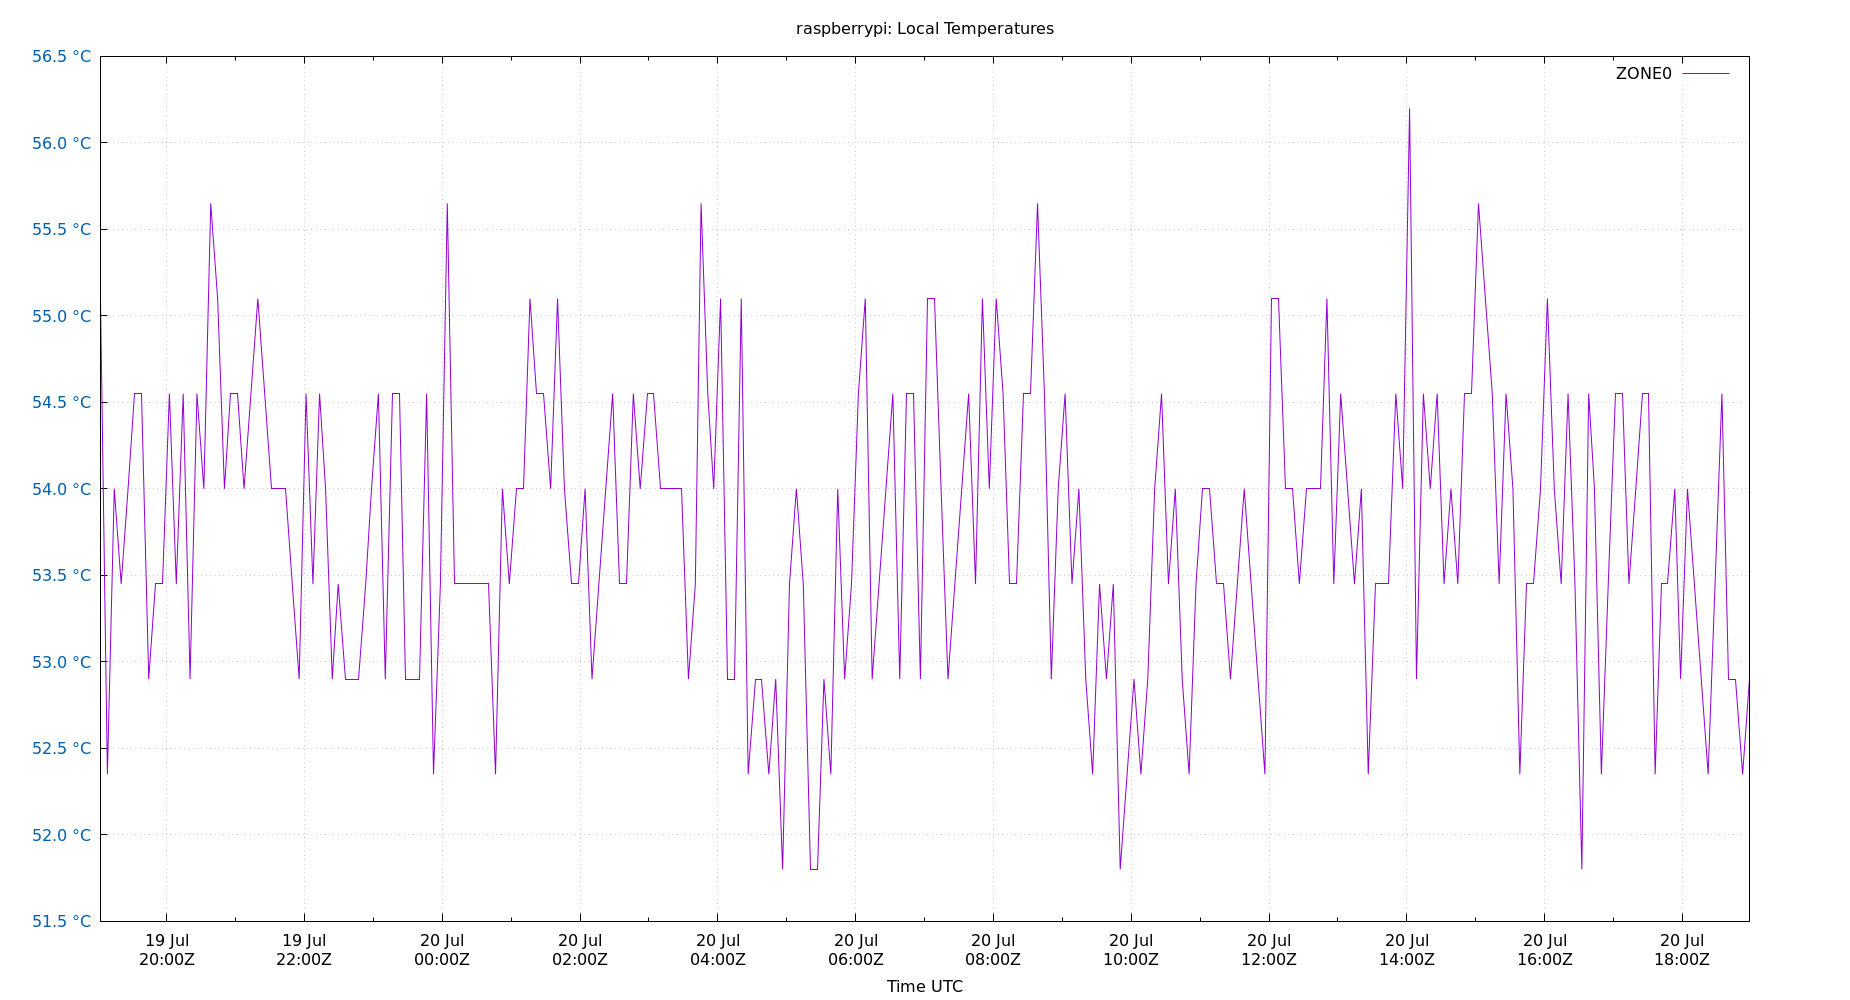 raspberrypi: Local Temperatures
ZONE0
56.5 °C
56.0 °C
55.5 °C
55.0 °C
54.5 °C
54.0 °C
53.5 °C
53.0 °C
52.5 °C
52.0 °C
51.5 °C
19 Jul 19 Jul 20 Jul 20 Jul 20 Jul 20 Jul 20 Jul 20 Jul 20 Jul 20 Jul 20 Jul 20 Jul
20:00Z 22:00Z 00:00Z 02:00Z 04:00Z 06:00Z 08:00Z 10:00Z 12:00Z 14:00Z 16:00Z 18:00Z
Time UTC